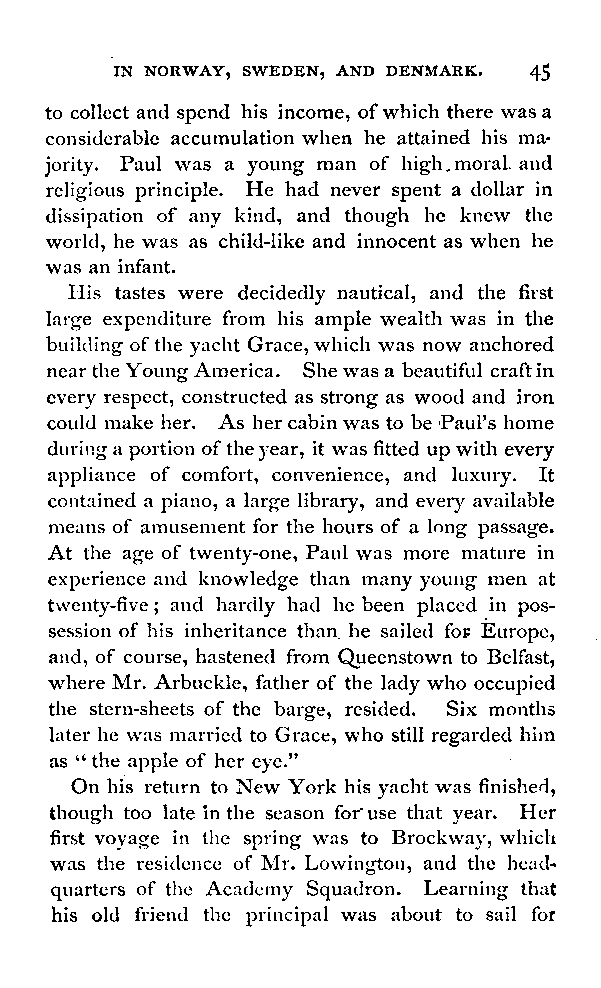 IN NORWAY, SWEDEN, AND DENMARK. 45
to collect and spend his income, of which there was a
considerable accumulation when he attained his ma-
jority. Paul was a young man of high moral and
religious principle. He had never spent a dollar in
dissipation of any kind, and though he knew the
world, he was as child-like and innocent as when he
was an infant.
His tastes were decidedly nautical, and the first
large expenditure from his ample wealth was in the
building of the yacht Grace, which was now anchored
near the Young America. She was a beautiful craft in
every respect, constructed as strong as wood and iron
could make her. As her cabin was to be Paul's home
during a portion of the year, it was fitted up with every
appliance of comfort, convenience, and luxury. It
contained a piano, a large library, and every available
means of amusement for the hours of a long passage.
At the age of twenty-one, Paul was more mature in
experience and knowledge than many young men at
twenty-five; and hardly had he been placed in pos-
session of his inheritance than he sailed for Europe,
and, of course, hastened from Queenstown to Belfast,
where Mr. Arbuckle, father of the lady who occupied
the stern-sheets of the barge, resided. Six months
later he was married to Grace, who still regarded him
as "the apple of her eye."
On his return to New York his yacht was finished,
though too late in the season for use that year. Her
first voyage in the spring was to Brockway, which
was the residence of Mr. Lowington, and the head-
quarters of the Academy Squadron. Learning that
his old friend the principal was about to sail for